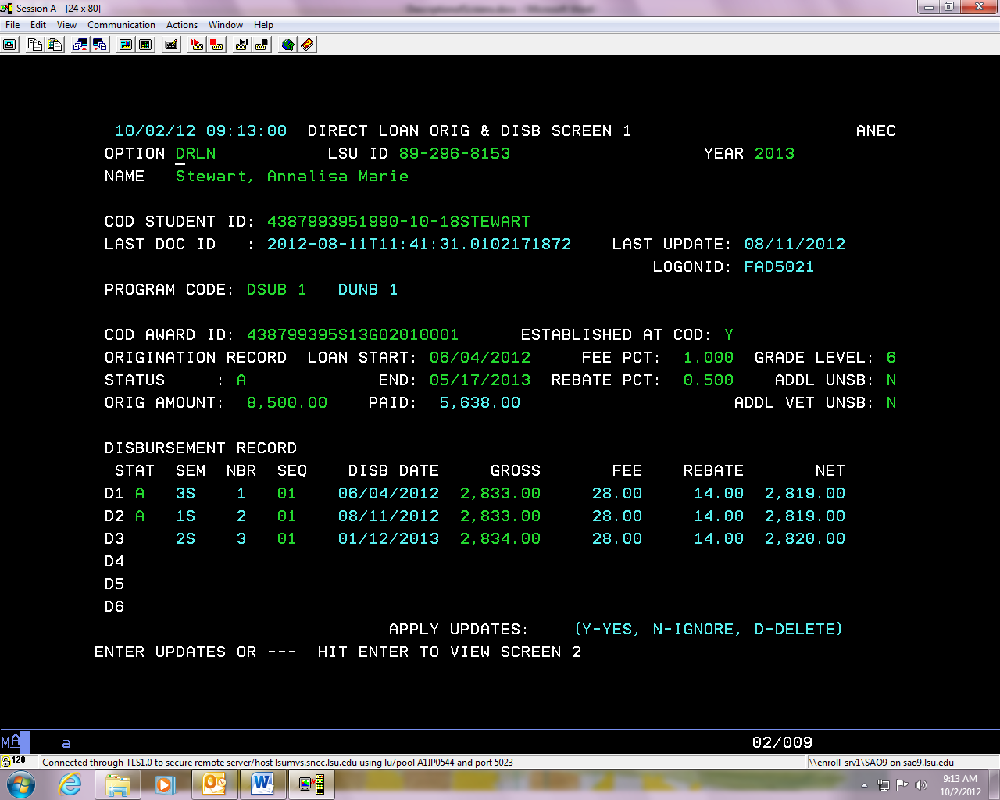 Session A - [24 x 80]
File Edit View Communication Actions Window Help
10/02/12 09:13:00 DIRECT LOAN ORIG & DISB SCREEN 1 ANEC
OPTION DRLN LSU ID 89-296-8153 YEAR 2013
NAME Stewart, Annalisa Marie
COD STUDENT ID: 4387993951990-10-18STEWART
LAST DOC ID : 2012-08-11T11:41:31.0102171872 LAST UPDATE: 08/11/2012
LOGONID: FAD5021
PROGRAM CODE: DSUB 1 DUNB 1
COD AWARD ID: 438799395S13G02010001 ESTABLISHED AT COD: Y
ORIGINATION RECORD LOAN START: 06/04/2012 FEE PCT: 1.000 GRADE LEVEL: 6
STATUS : A END: 05/17/2013 REBATE PCT: 0.500 ADDL UNSB: N
ORIG AMOUNT: 8,500.00 PAID: 5,638.00 ADDL VET UNSB: N
DISBURSEMENT RECORD
STAT SEM NBR SEQ DISB DATE GROSS FEE REBATE NET
D1 A 3S 1 01 06/04/2012 2,833.00 28.00 14.00 2,819.00
D2 A 1S 2 01 08/11/2012 2,833.00 28.00 14.00 2,819.00
D3 2S 3 01 01/12/2013 2,834.00 28.00 14.00 2,820.00
D4
D5
D6
APPLY UPDATES: (Y-YES, N-IGNORE, D-DELETE)
ENTER UPDATES OR --- HIT ENTER TO VIEW SCREEN 2
MA a 02/009
128 Connected through TLS1.0 to secure remote server/host lsumvs.sncc.lsu.edu using lu/pool A1IP0544 and port 5023 \\enroll-srv1\SAO9 on sao9.lsu.edu
9:13 AM
10/2/2012